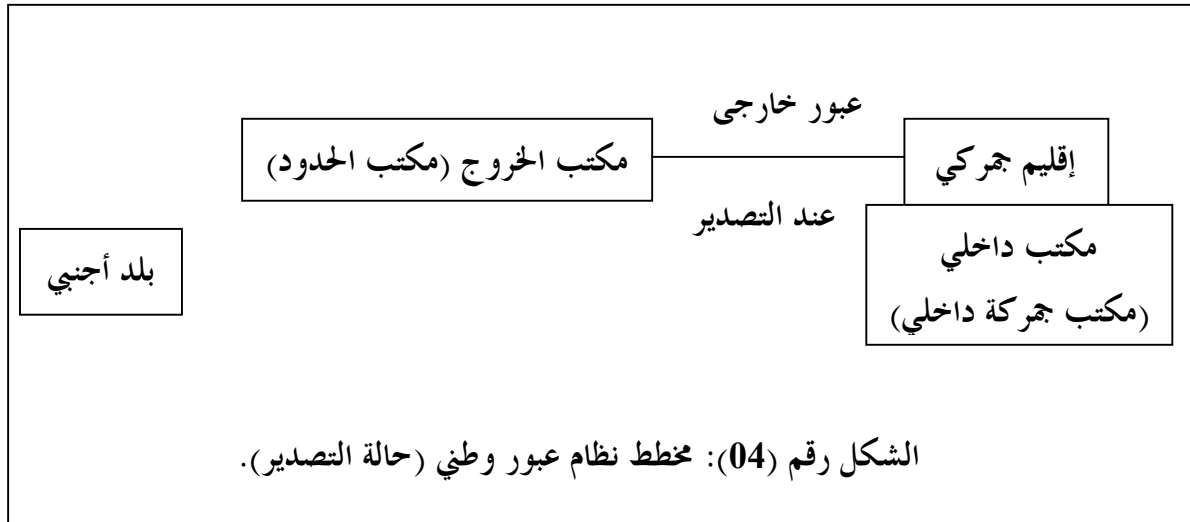 عبور خارجى
إقليم جمركي
مكتب الخروج (مكتب الحدود)
عند التصدير
مكتب داخلي
(مكتب جمركة داخلي)
بلد أجنبي
الشكل رقم (04): مخطط نظام عبور وطني (حالة التصدير).